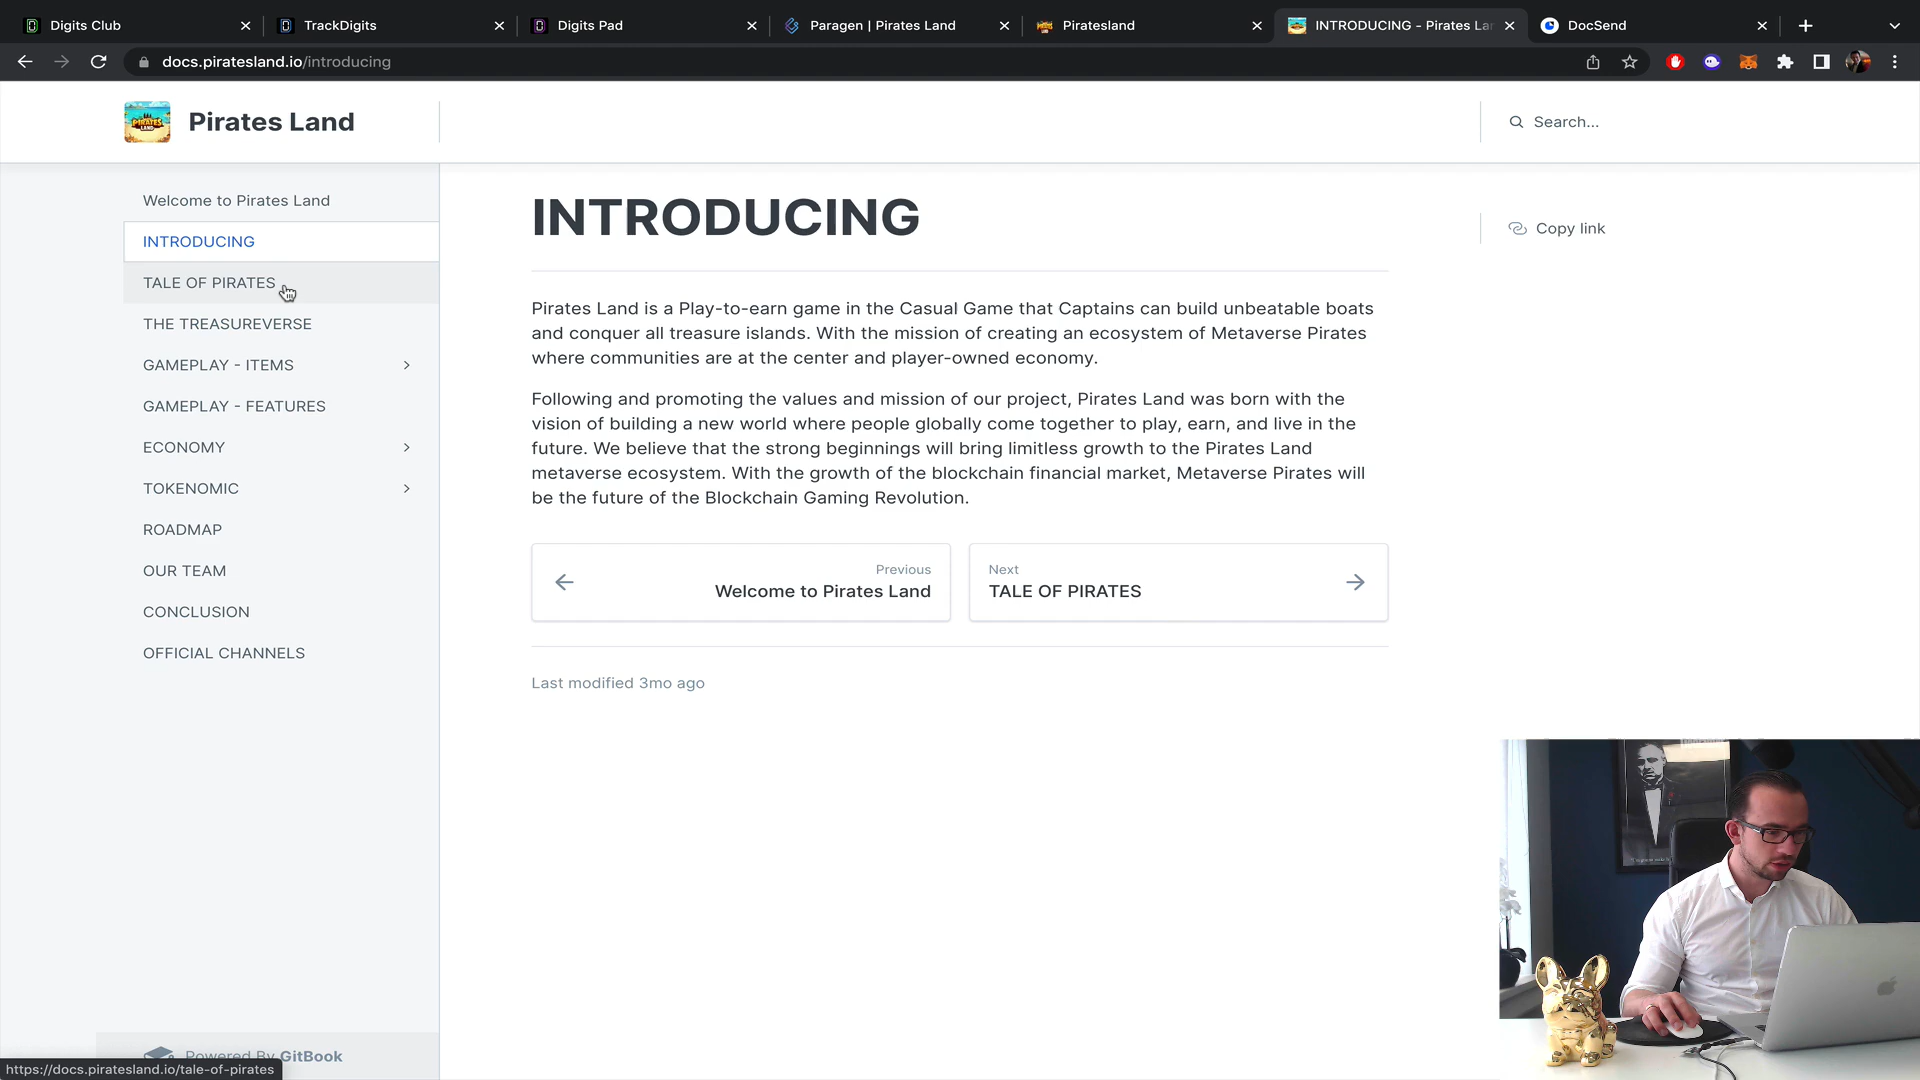 Digits Club
TrackDigits
Digits Pad
Paragen | Pirates Land
Piratesland
INTRODUCING - Pirates Lan
DocSend
docs.piratesland.io/introducing
Pirates Land
Search...
Welcome to Pirates Land
INTRODUCING
TALE OF PIRATES
THE TREASUREVERSE
GAMEPLAY - ITEMS
GAMEPLAY - FEATURES
ECONOMY
TOKENOMIC
ROADMAP
OUR TEAM
CONCLUSION
OFFICIAL CHANNELS
INTRODUCING
Copy link
Pirates Land is a Play-to-earn game in the Casual Game that Captains can build unbeatable boats
and conquer all treasure islands. With the mission of creating an ecosystem of Metaverse Pirates
where communities are at the center and player-owned economy.
Following and promoting the values and mission of our project, Pirates Land was born with the
vision of building a new world where people globally come together to play, earn, and live in the
future. We believe that the strong beginnings will bring limitless growth to the Pirates Land
metaverse ecosystem. With the growth of the blockchain financial market, Metaverse Pirates will
be the future of the Blockchain Gaming Revolution.
Previous
Welcome to Pirates Land
Next
TALE OF PIRATES
Last modified 3mo ago
Powered By GitBook
https://docs.piratesland.io/tale-of-pirates